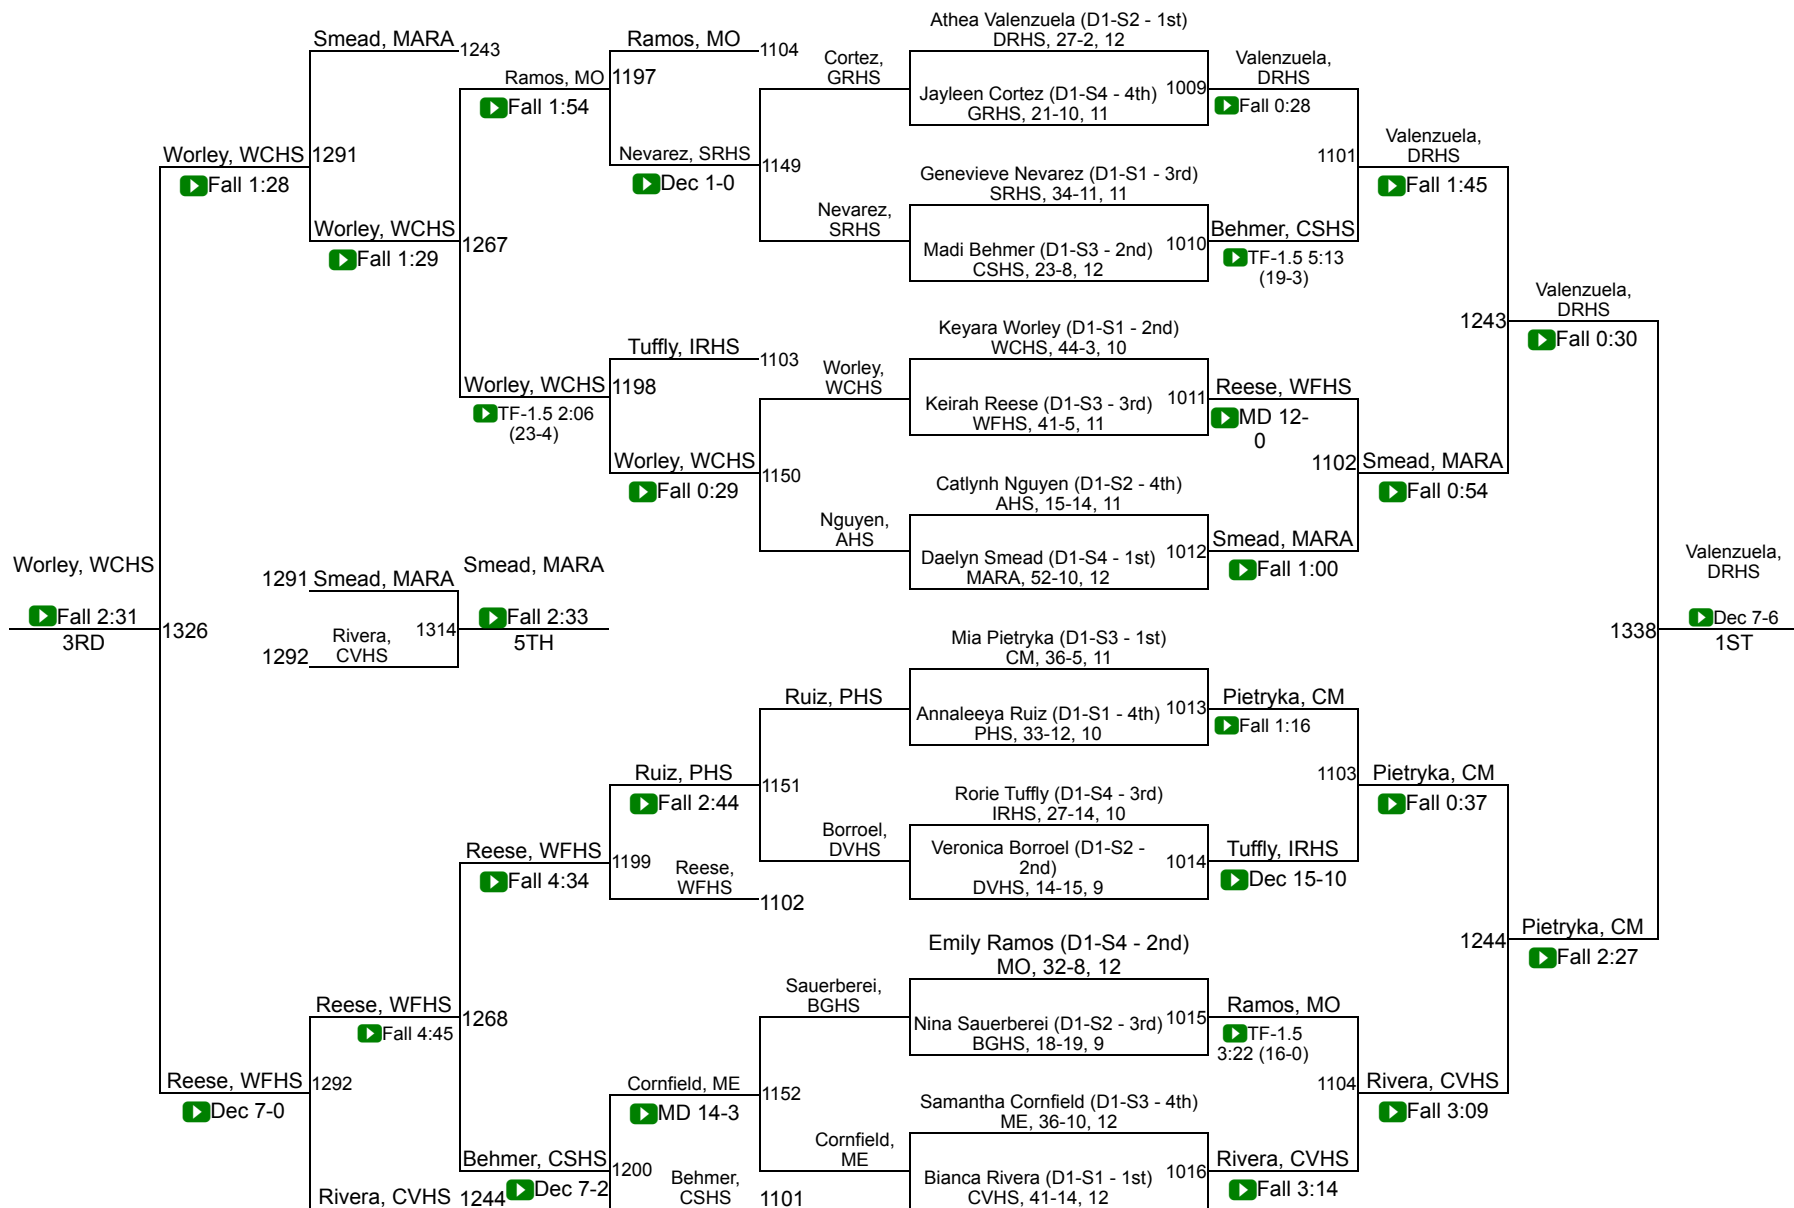 Athea Valenzuela (D1-S2 - 1st)
DRHS, 27-2, 12
Smead, MARA
1243
Ramos, MO
1104
Cortez,
GRHS
Valenzuela,
DRHS
Ramos, MO
1197
Fall 1:54
Jayleen Cortez (D1-S4 - 4th)
GRHS, 21-10, 11
1009
Fall 0:28
Worley, WCHS
1291
Fall 1:28
Nevarez, SRHS
1149
Dec 1-0
1101
Valenzuela,
DRHS
Fall 1:45
Genevieve Nevarez (D1-S1 - 3rd)
SRHS, 34-11, 11
Worley, WCHS
1267
Fall 1:29
Nevarez,
SRHS
Madi Behmer (D1-S3 - 2nd)
CSHS, 23-8, 12
1010
Behmer, CSHS
TF-1.5 5:13
(19-3)
Valenzuela,
DRHS
1243
Fall 0:30
Keyara Worley (D1-S1 - 2nd)
WCHS, 44-3, 10
Tuffly, IRHS
1103
Worley,
WCHS
Worley, WCHS
1198
TF-1.5 2:06
(23-4)
Keirah Reese (D1-S3 - 3rd)
WFHS, 41-5, 11
1011
Reese, WFHS
MD 12-
0
Worley, WCHS
1150
Fall 0:29
1102
Smead, MARA
Fall 0:54
Catlynh Nguyen (D1-S2 - 4th)
AHS, 15-14, 11
Nguyen,
AHS
Daelyn Smead (D1-S4 - 1st)
MARA, 52-10, 12
1012
Smead, MARA
Fall 1:00
Worley, WCHS
Fall 2:31
3RD
1326
1291
Smead, MARA
Rivera,
CVHS
1292
1314
Smead, MARA
Fall 2:33
5TH
Valenzuela,
DRHS
Dec 7-6
1ST
1338
Mia Pietryka (D1-S3 - 1st)
CM, 36-5, 11
Ruiz, PHS
Annaleeya Ruiz (D1-S1 - 4th)
PHS, 33-12, 10
1013
Pietryka, CM
Fall 1:16
Ruiz, PHS
1151
Fall 2:44
1103
Pietryka, CM
Fall 0:37
Rorie Tuffly (D1-S4 - 3rd)
IRHS, 27-14, 10
Borroel,
DVHS
Veronica Borroel (D1-S2 -
2nd)
DVHS, 14-15, 9
1014
Tuffly, IRHS
Dec 15-10
Reese, WFHS
1199
Fall 4:34
Reese,
WFHS
1102
Emily Ramos (D1-S4 - 2nd)
MO, 32-8, 12
1244
Pietryka, CM
Fall 2:27
Sauerberei,
BGHS
Reese, WFHS
1268
Fall 4:45
Nina Sauerberei (D1-S2 - 3rd)
BGHS, 18-19, 9
1015
Ramos, MO
TF-1.5
3:22 (16-0)
Reese, WFHS
1292
Dec 7-0
Cornfield, ME
1152
MD 14-3
1104
Rivera, CVHS
Fall 3:09
Samantha Cornfield (D1-S3 - 4th)
ME, 36-10, 12
Cornfield,
ME
Behmer, CSHS
1200
Dec 7-2
Behmer,
CSHS
1101
Bianca Rivera (D1-S1 - 1st)
CVHS, 41-14, 12
1016
Rivera, CVHS
Fall 3:14
Rivera, CVHS
1244